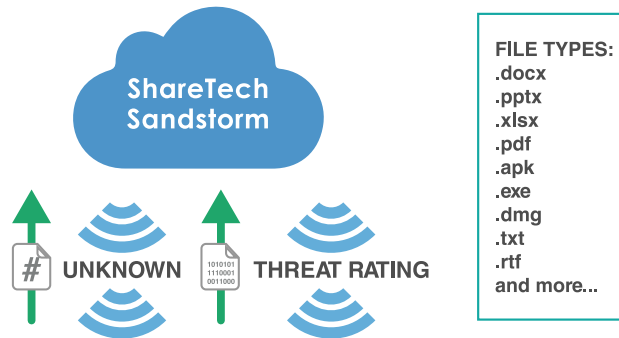 ShareTech
Sandstorm
#
UNKNOWN
1010101
1110001
0011000
THREAT RATING
FILE TYPES:
.docx
.pptx
.xlsx
.pdf
.apk
.exe
.dmg
.txt
.rtf
and more...